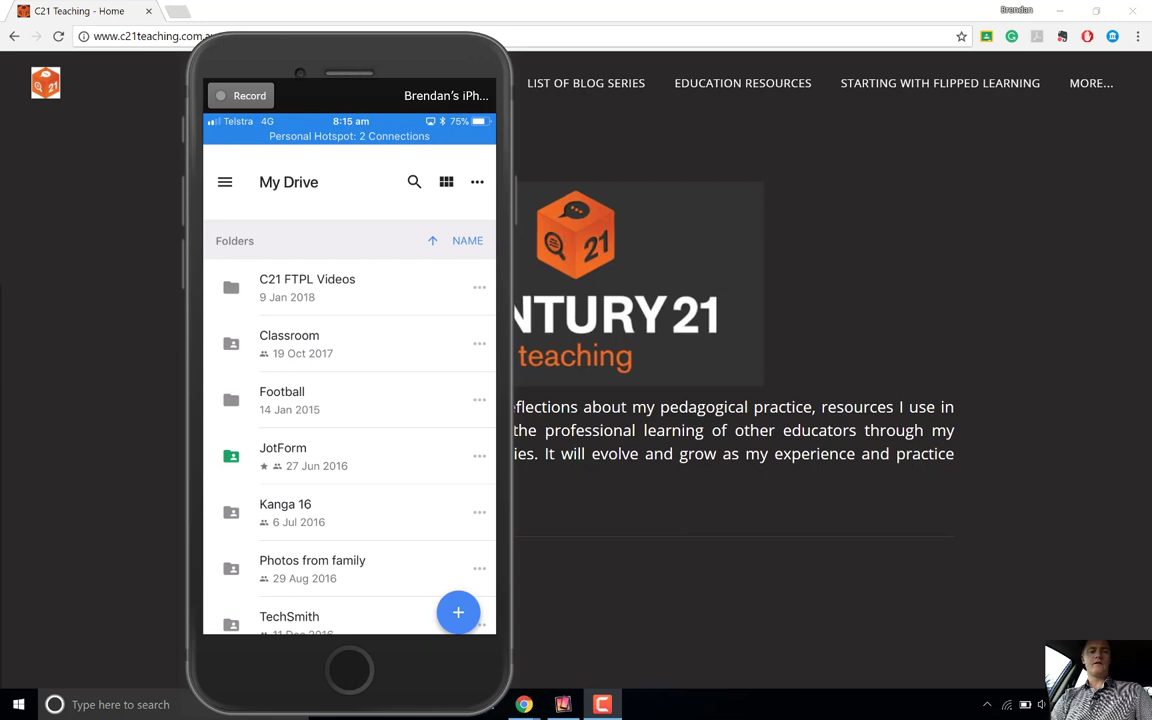 C21 Teaching - Home
Brendan
www.c21teaching.com.a
LIST OF BLOG SERIES
EDUCATION RESOURCES
STARTING WITH FLIPPED LEARNING
MORE...
Record
Brendan's iPh...
Telstra 4G
8:15 am
75%
Personal Hotspot: 2 Connections
My Drive
Folders
NAME
C21 FTPL Videos
9 Jan 2018
Classroom
19 Oct 2017
Football
14 Jan 2015
JotForm
27 Jun 2016
Kanga 16
6 Jul 2016
Photos from family
29 Aug 2016
TechSmith
21
NTURY 21
teaching
eflections about my pedagogical practice, resources I use in
the professional learning of other educators through my
ies. It will evolve and grow as my experience and practice
Type here to search